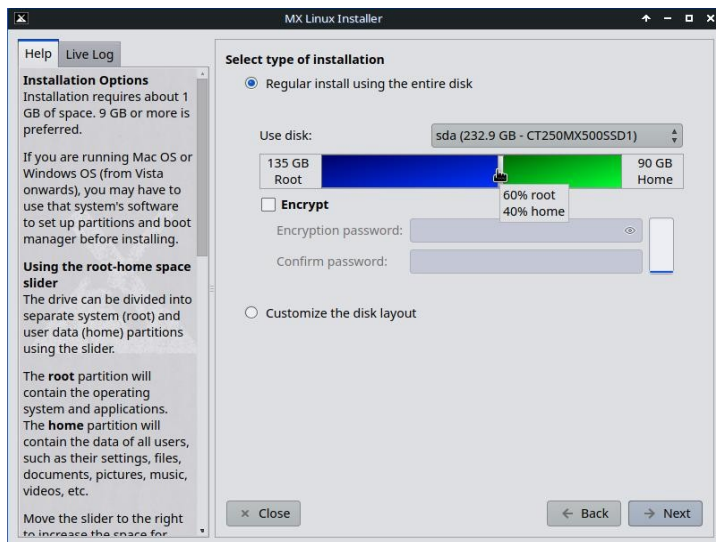 MX Linux Installer
Help
Live Log
Installation Options
Installation requires about 1
GB of space. 9 GB or more is
preferred.
If you are running Mac OS or
Windows OS (from Vista
onwards), you may have to
use that system's software
to set up partitions and boot
manager before installing.
Using the root-home space
slider
The drive can be divided into
separate system (root) and
user data (home) partitions
using the slider.
The root partition will
contain the operating
system and applications.
The home partition will
contain the data of all users,
such as their settings, files,
documents, pictures, music,
videos, etc.
Move the slider to the right
to increase the space for
Select type of installation
Regular install using the entire disk
Use disk:
sda (232.9 GB - CT250MX500SSD1)
135 GB
Root
90 GB
Home
60% root
40% home
Encrypt
Encryption password:
Confirm password:
Customize the disk layout
Close
Back
Next